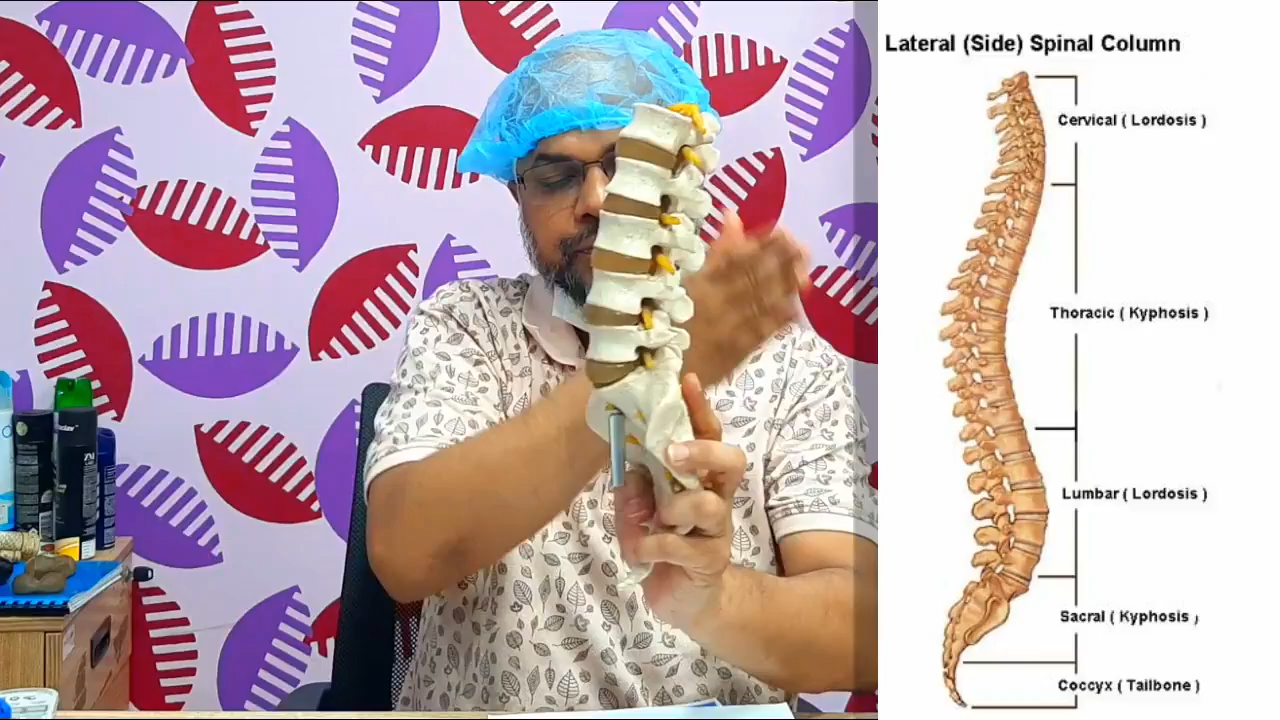 Lateral (Side) Spinal Column
Cervical ( Lordosis )
Thoracic ( Kyphosis )
Lumbar ( Lordosis )
Sacral ( Kyphosis )
Coccyx ( Tailbone )